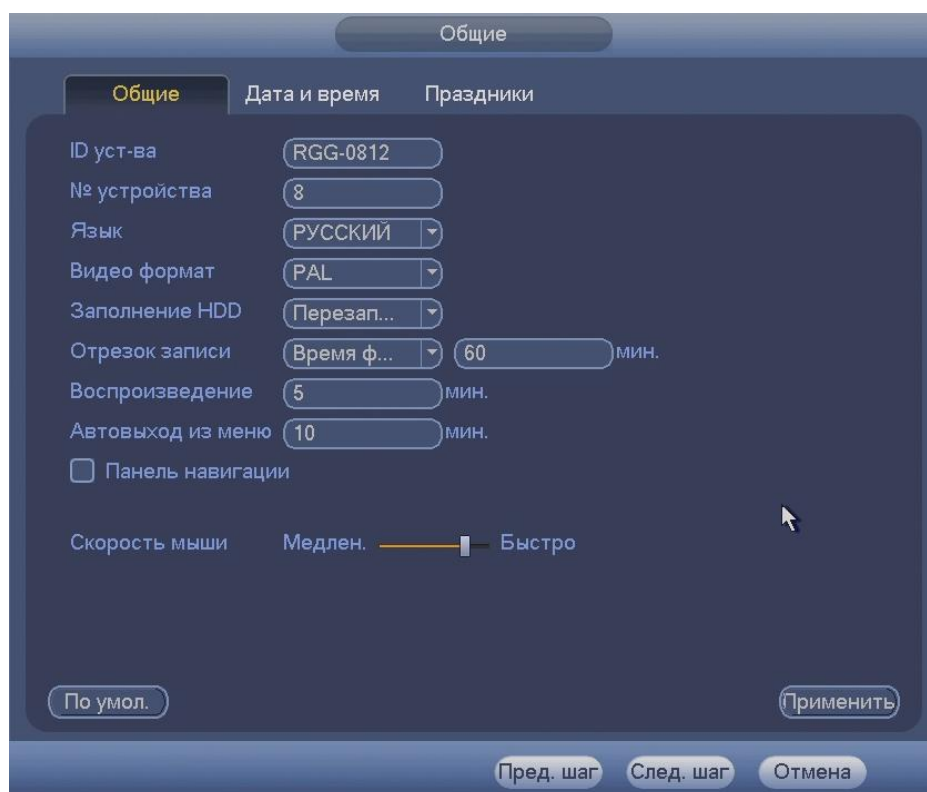 Общие
Общие Дата и время Праздники
ID уст-ва RGG-0812
№ устройства 8
Язык РУССКИЙ
Видео формат PAL
Заполнение HDD Перезап...
Отрезок записи Время ф... 60 мин.
Воспроизведение 5 мин.
Автовыход из меню 10 мин.
Панель навигации
Скорость мыши Медлен. Быстро
По умол. Применить
Пред. шаг След. шаг Отмена